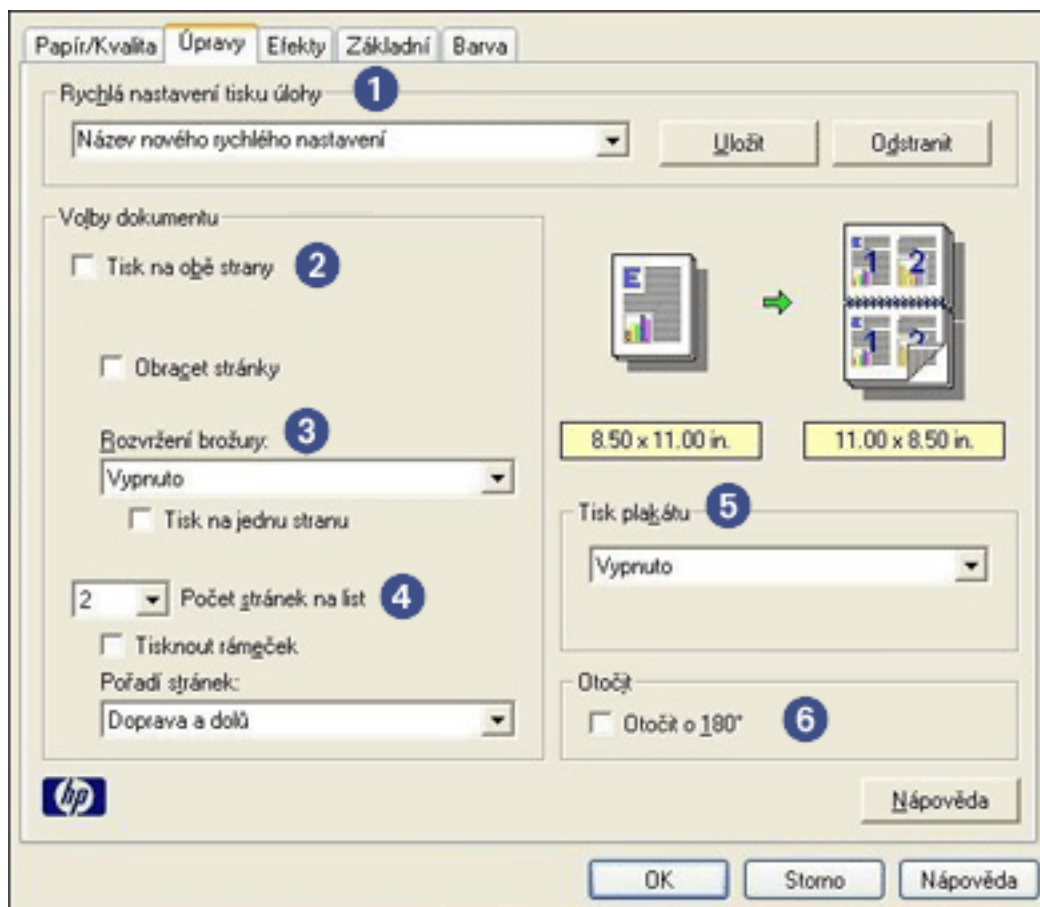 Papír/Kvalita Úpravy Efekty Základní Barva
Rychlá nastavení tisku úlohy 1
Název nového rychlého nastavení Uložit Odstranit
Volby dokumentu
Tisk na obě strany 2
Obracet stránky
Rozvržení brožury: 3
Vypnuto
Tisk na jednu stranu
2 Počet stránek na list 4
Tisknout rámeček
Pořadí stránek:
Doprava a dolů
E
E 1 2
E 1 2
8.50 x 11.00 in. 11.00 x 8.50 in.
Tisk plakátu 5
Vypnuto
Otočit
Otočit o 180° 6
hp
Nápověda
OK Storno Nápověda